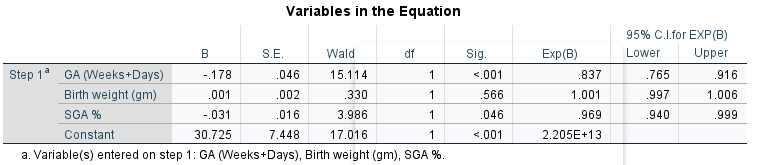 Variables in the Equation
95% C.I.for EXP(B)
B S.E. Wald df Sig. Exp(B) Lower Upper
Step 1a GA (Weeks+Days) -.178 .046 15.114 1 <.001 .837 .765 .916
Birth weight (gm) .001 .002 .330 1 .566 1.001 .997 1.006
SGA % -.031 .016 3.986 1 .046 .969 .940 .999
Constant 30.725 7.448 17.016 1 <.001 2.205E+13
a. Variable(s) entered on step 1: GA (Weeks+Days), Birth weight (gm), SGA %.